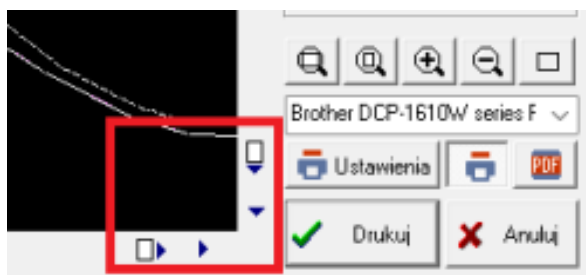 Brother DCP-1610W series F
Ustawienia
PDF
Drukuj
Anuluj